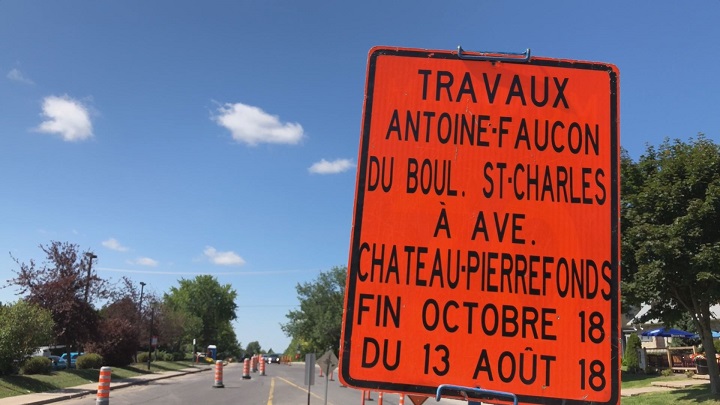 TRAVAUX
ANTOINE-FAUCON
DU BOUL. ST-CHARLES
À AVE.
CHATEAU-PIERREFONDS
FIN OCTOBRE 18
DU 13 AOÛT 18